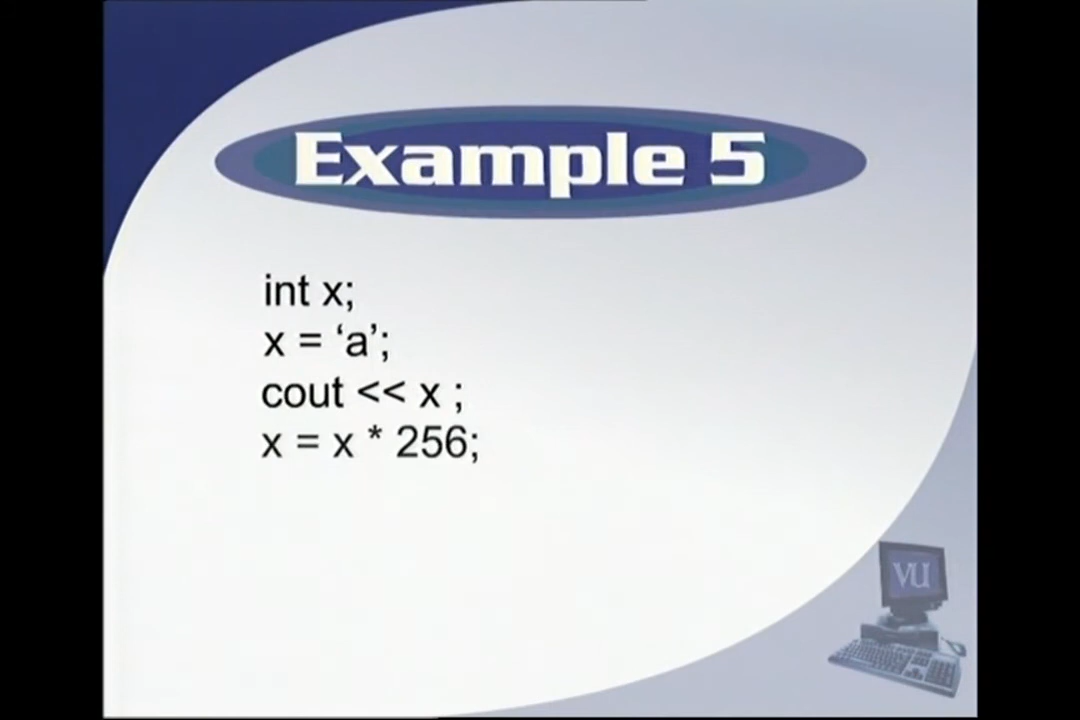 Example 5
int x;
x = ‘a’;
cout << x ;
x = x * 256;
VU